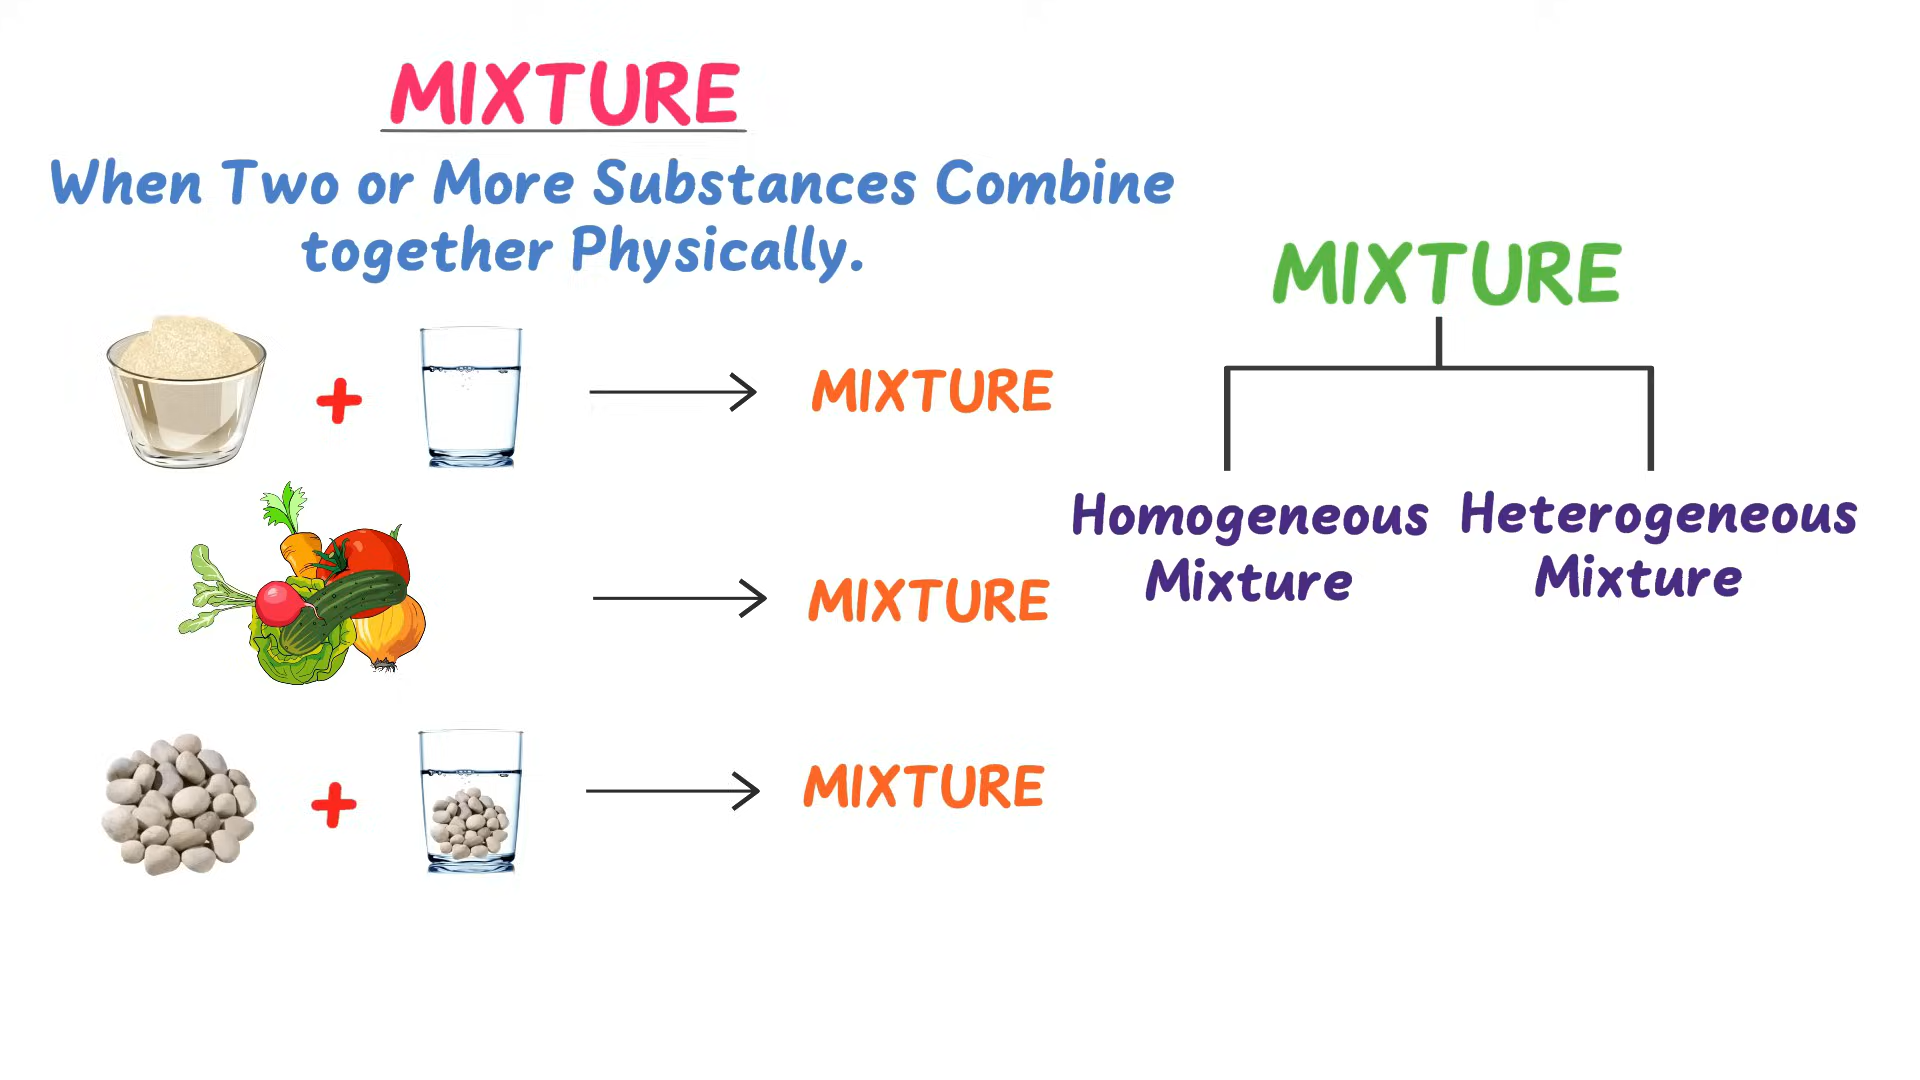 MIXTURE
When Two or More Substances Combine
together Physically.
+
MIXTURE
MIXTURE
+
MIXTURE
MIXTURE
Homogeneous
Mixture
Heterogeneous
Mixture